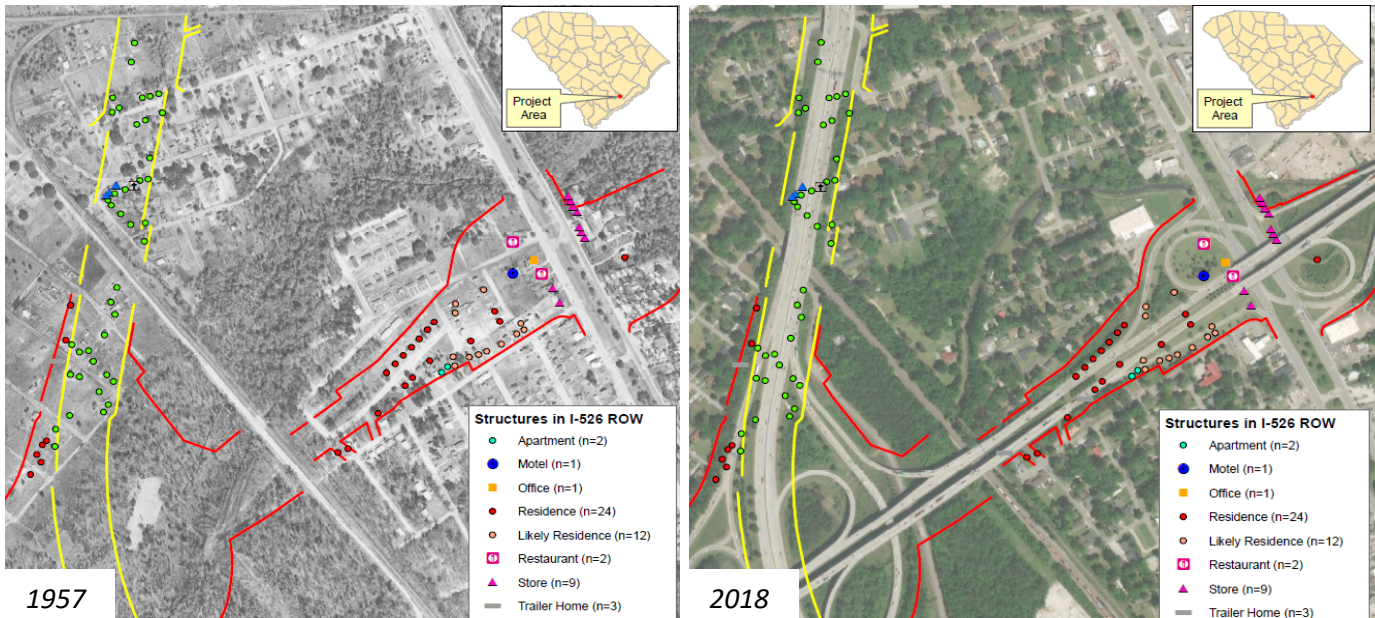 Project
Area
Structures in I-526 ROW
Apartment (n=2)
Motel (n=1)
Office (n=1)
Residence (n=24)
Likely Residence (n=12)
Restaurant (n=2)
Store (n=9)
Trailer Home (n=3)
1957
Project
Area
Structures in I-526 ROW
Apartment (n=2)
Motel (n=1)
Office (n=1)
Residence (n=24)
Likely Residence (n=12)
Restaurant (n=2)
Store (n=9)
Trailer Home (n=3)
2018